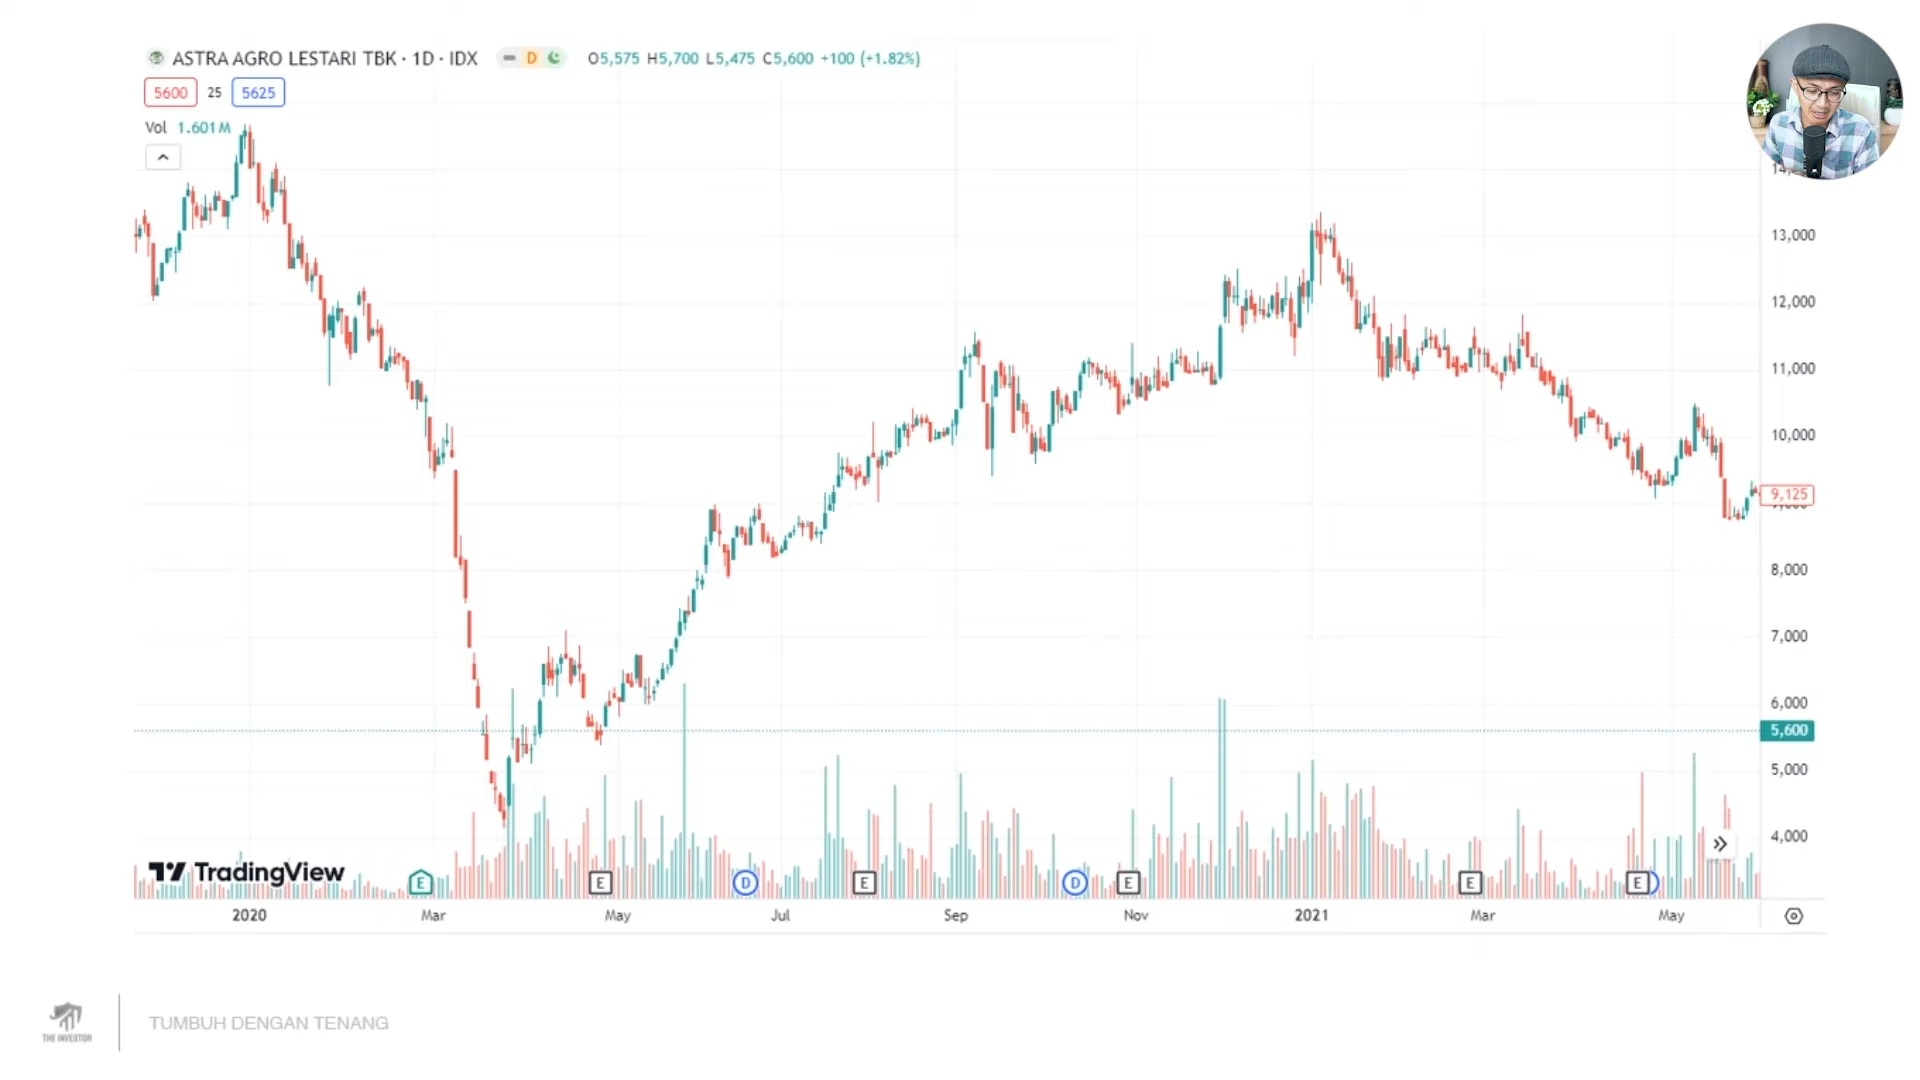 ASTRA AGRO LESTARI TBK · 1D · IDX D O5,575 H5,700 L5,475 C5,600 +100 (+1.82%)
5600 25 5625
Vol 1.601M
13,000
12,000
11,000
10,000
9,125
8,000
7,000
6,000
5,600
5,000
4,000
TradingView
E E D E D E E E
2020 Mar May Jul Sep Nov 2021 Mar May
THE INVESTOR
TUMBUH DENGAN TENANG